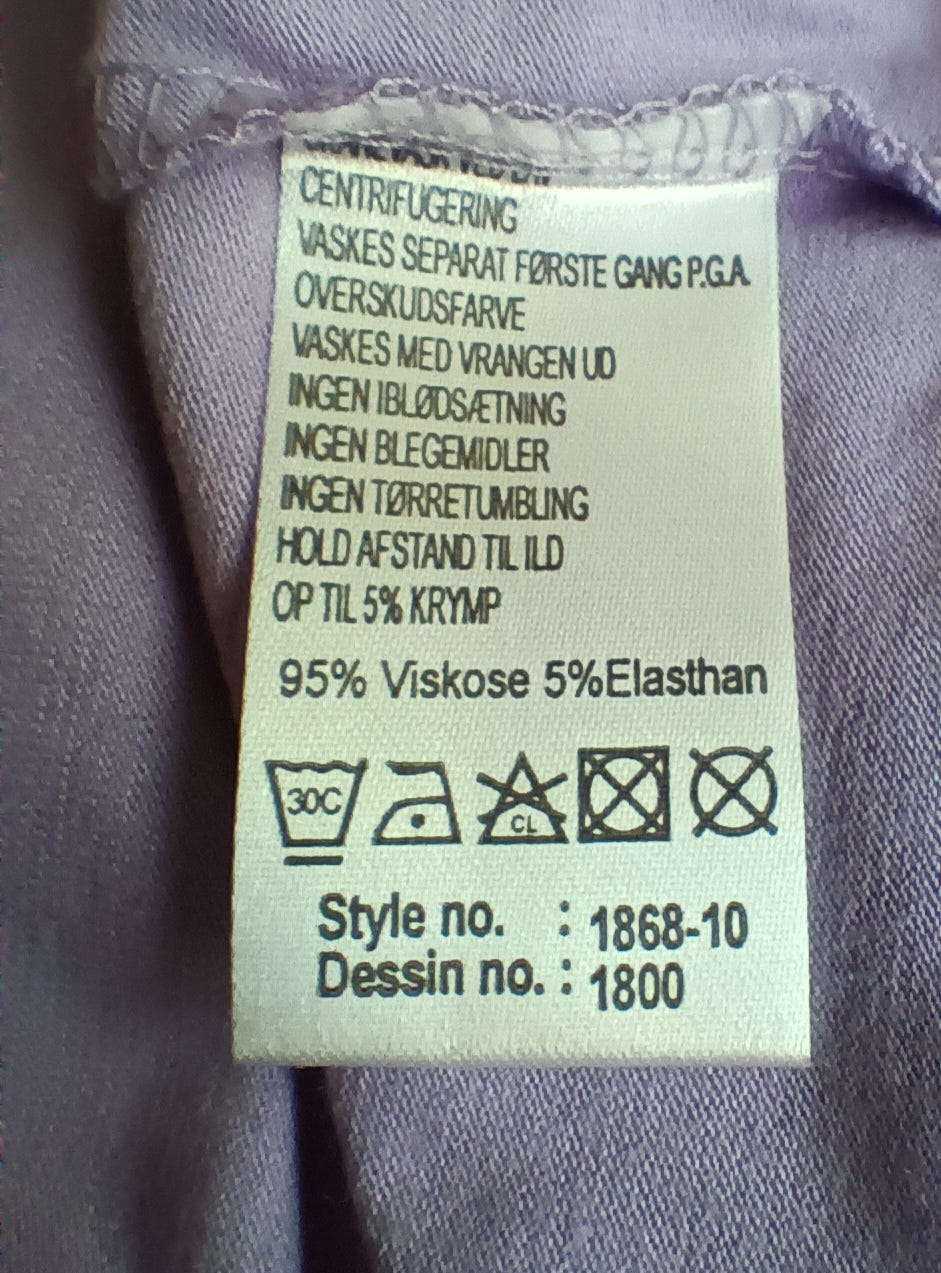 CENTRIFUGERING
VASKES SEPARAT FØRSTE GANG P.G.A.
OVERSKUDSFARVE
VASKES MED VRANGEN UD
INGEN IBLØDSÆTNING
INGEN BLEGEMIDLER
INGEN TØRRETUMBLING
HOLD AFSTAND TIL ILD
OP TIL 5% KRYMP
95% Viskose 5%Elasthan
30C CL
Style no. : 1868-10
Dessin no. : 1800